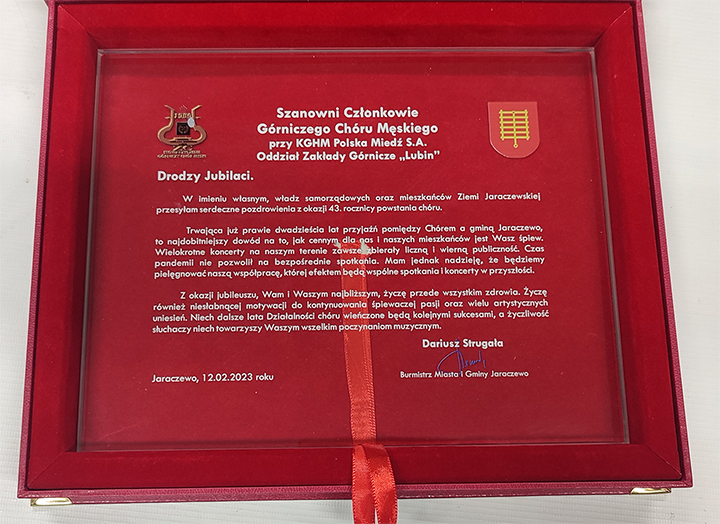 Szanowni Członkowie
Górniczego Chóru Męskiego
przy KGHM Polska Miedź S.A.
Oddział Zakłady Górnicze „Lubin"
Drodzy Jubilaci.
W imieniu własnym, władz samorządowych oraz mieszkańców Ziemi Jaraczewskiej
przesyłam serdeczne pozdrowienia z okazji 43. rocznicy powstania chóru.
Trwająca już prawie dwadzieścia lat przyjaźń pomiędzy Chórem a gminą Jaraczewo,
to najdobitniejszy dowód na to, jak cennym dla nas i naszych mieszkańców jest Wasz śpiew.
Wielokrotne koncerty na naszym terenie zawsze zbierały liczną i wierną publiczność. Czas
pandemii nie pozwolił na bezpośrednie spotkania. Mam jednak nadzieję, że będziemy
pielęgnować naszą współpracę, której efektem będą wspólne spotkania i koncerty w przyszłości.
Z okazji jubileuszu, Wam i Waszym najbliższym, życzę przede wszystkim zdrowia. Życzę
również niesłabnącej motywacji do kontynuowania śpiewaczej pasji oraz wielu artystycznych
uniesień. Niech dalsze lata Działalności chóru wieńczone będą kolejnymi sukcesami, a życzliwość
słuchaczy niech towarzyszy Waszym wszelkim poczynaniom muzycznym.
Dariusz Strugała
Jaraczewo, 12.02.2023 roku
Burmistrz Miasta i Gminy Jaraczewo